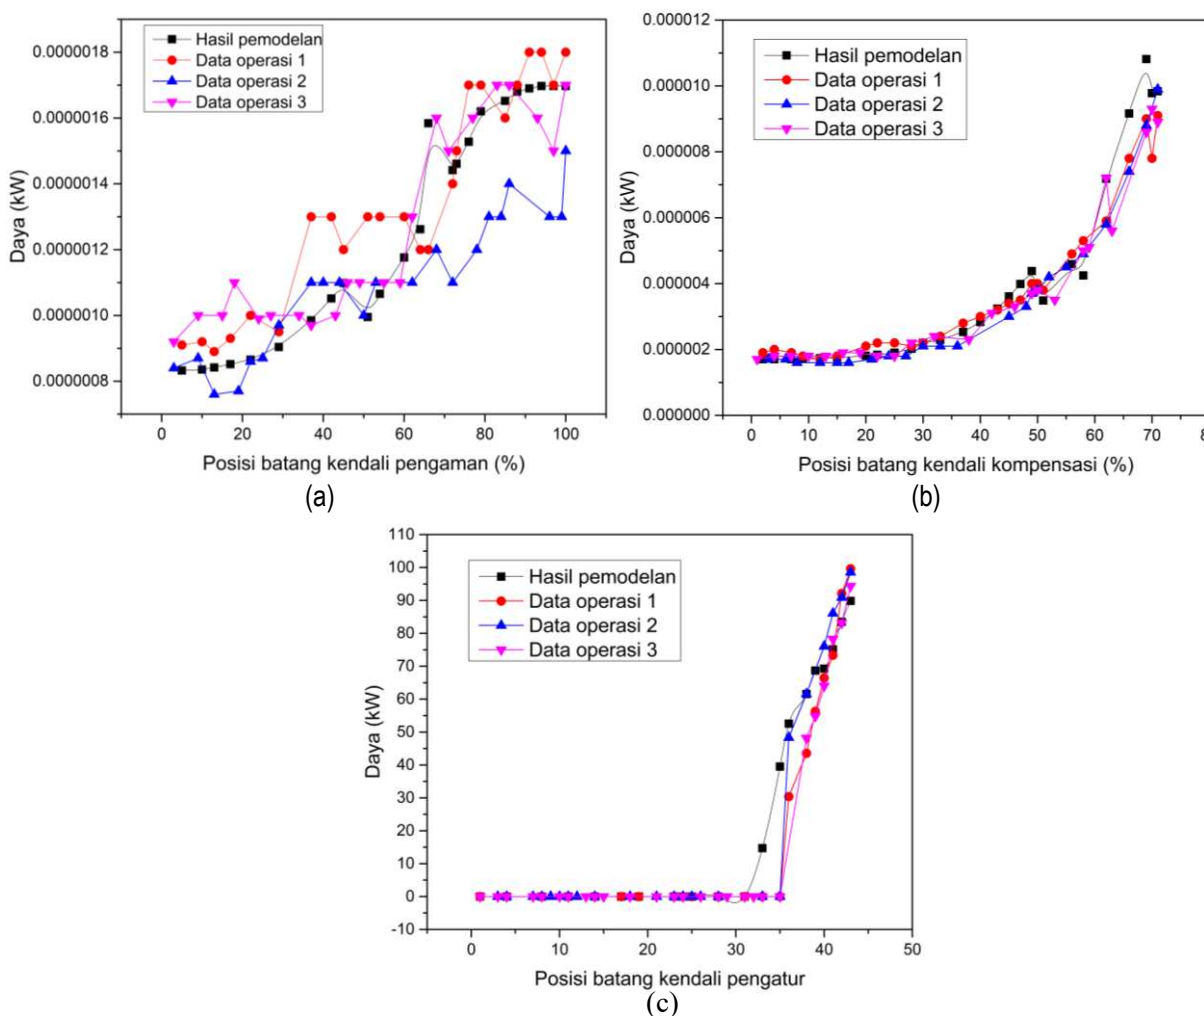 Hasil pemodelan
Data operasi 1
Data operasi 2
Data operasi 3
Daya (kW)
0.0000018
0.0000016
0.0000014
0.0000012
0.0000010
0.0000008
0 20 40 60 80 100
Posisi batang kendali pengaman (%)
(a)
Hasil pemodelan
Data operasi 1
Data operasi 2
Data operasi 3
Daya (kW)
0.000012
0.000010
0.000008
0.000006
0.000004
0.000002
0.000000
0 10 20 30 40 50 60 70 80
Posisi batang kendali kompensasi (%)
(b)
Hasil pemodelan
Data operasi 1
Data operasi 2
Data operasi 3
Daya (kW)
110
100
90
80
70
60
50
40
30
20
10
0
-10
0 10 20 30 40 50
Posisi batang kendali pengatur
(c)